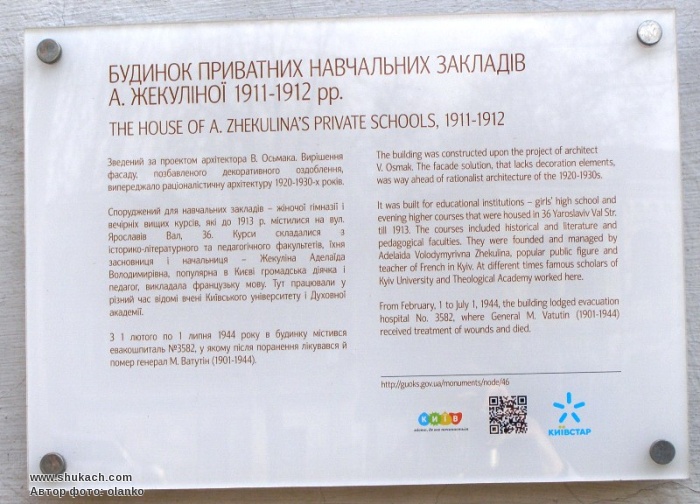 БУДИНОК ПРИВАТНИХ НАВЧАЛЬНИХ ЗАКЛАДІВ
А. ЖЕКУЛІНОЇ 1911-1912 рр.
THE HOUSE OF A. ZHEKULINA'S PRIVATE SCHOOLS, 1911-1912
Зведений за проектом архітектора В. Осьмака. Вирішення
фасаду, позбавленого декоративного оздоблення,
випереджало раціоналістичну архітектуру 1920-1930-х років.
Споруджений для навчальних закладів – жіночої гімназії і
вечірніх вищих курсів, які до 1913 р. містилися на вул.
Ярославів Вал, 36. Курси складалися з
історико-літературного та педагогічного факультетів, їхня
засновниця і начальниця – Жекуліна Аделаїда
Володимирівна, популярна в Києві громадська діячка і
педагог, викладала французьку мову. Тут працювали у
різний час відомі вчені Київського університету і Духовної
академії.
З 1 лютого по 1 липня 1944 року в будинку містився
евакошпиталь №3582, у якому після поранення лікувався й
помер генерал М. Ватутін (1901-1944).
The building was constructed upon the project of architect
V. Osmak. The facade solution, that lacks decoration elements,
was way ahead of rationalist architecture of the 1920-1930s.
It was built for educational institutions – girls' high school and
evening higher courses that were housed in 36 Yaroslaviv Val Str.
till 1913. The courses included historical and literature and
pedagogical faculties. They were founded and managed by
Adelaida Volodymyrivna Zhekulina, popular public figure and
teacher of French in Kyiv. At different times famous scholars of
Kyiv University and Theological Academy worked here.
From February, 1 to July 1, 1944, the building lodged evacuation
hospital No. 3582, where General M. Vatutin (1901-1944)
received treatment of wounds and died.
http://guoks.gov.ua/monuments/node/46
КИЇВ
КИЇВСТАР
www.shukach.com
Автор фото: olanko